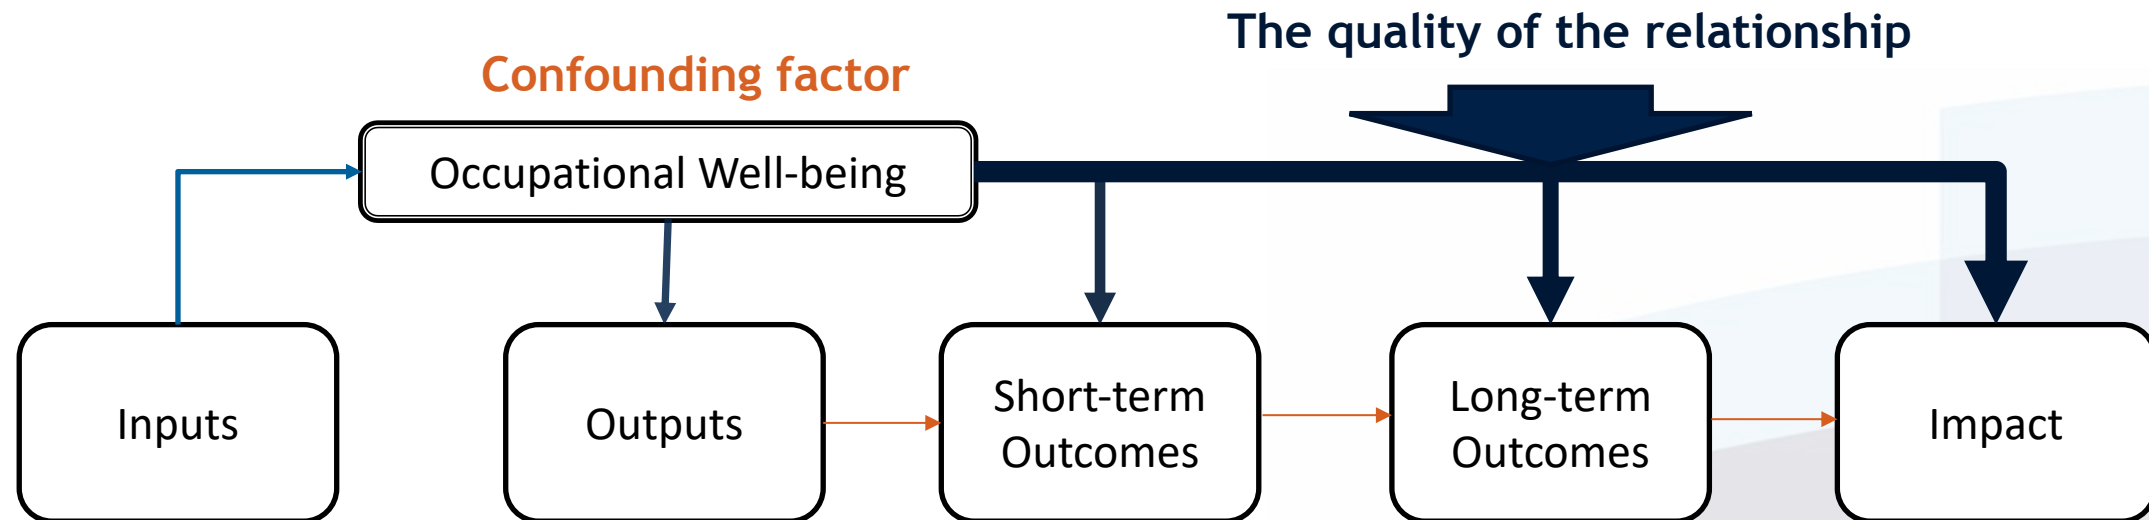 The quality of the relationship
Confounding factor
Occupational Well-being
Inputs
Outputs
Short-term
Outcomes
Long-term
Outcomes
Impact